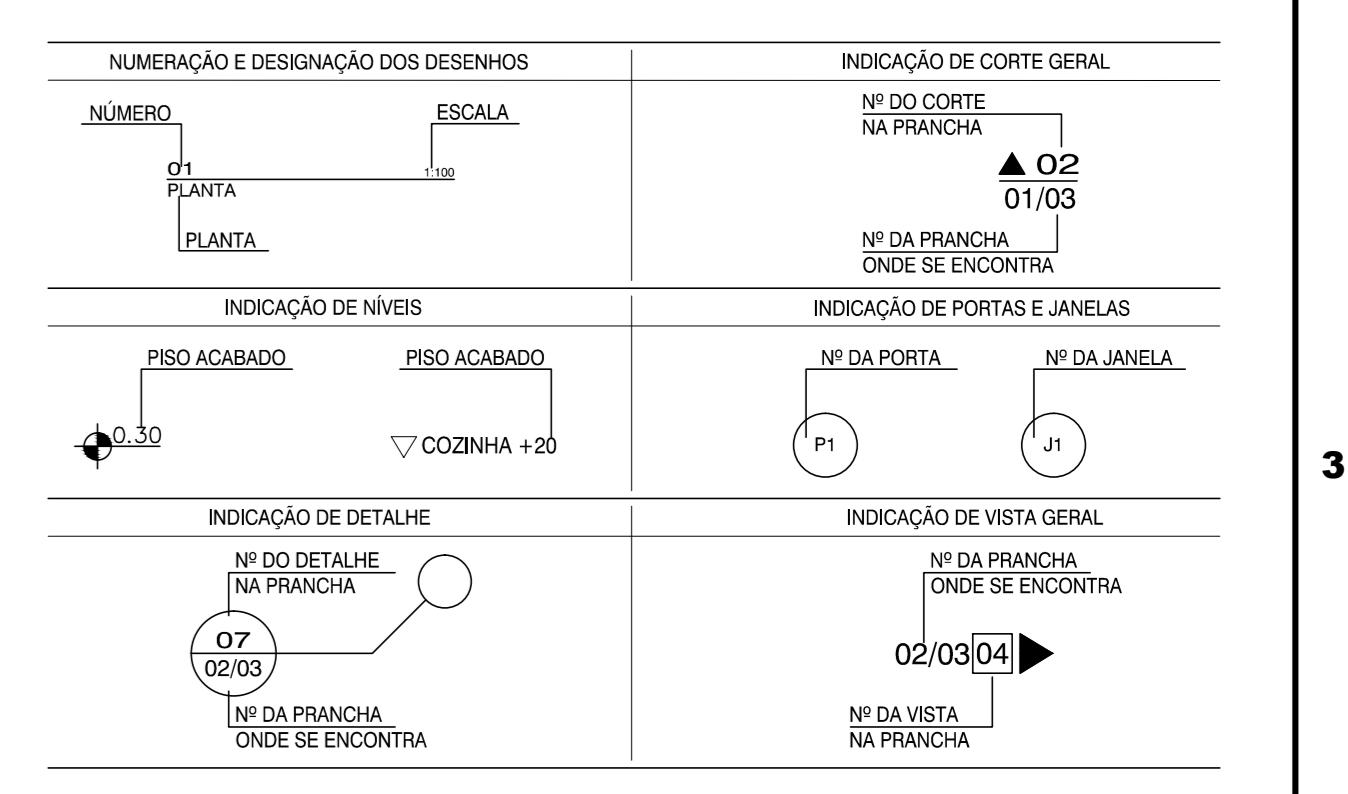 NUMERAÇÃO E DESIGNAÇÃO DOS DESENHOS
NÚMERO
ESCALA
01
1:100
PLANTA
PLANTA
INDICAÇÃO DE CORTE GERAL
Nº DO CORTE
NA PRANCHA
02
01/03
Nº DA PRANCHA
ONDE SE ENCONTRA
INDICAÇÃO DE NÍVEIS
PISO ACABADO
PISO ACABADO
0.30
COZINHA +20
INDICAÇÃO DE PORTAS E JANELAS
Nº DA PORTA
Nº DA JANELA
P1
J1
INDICAÇÃO DE DETALHE
Nº DO DETALHE
NA PRANCHA
07
02/03
Nº DA PRANCHA
ONDE SE ENCONTRA
INDICAÇÃO DE VISTA GERAL
Nº DA PRANCHA
ONDE SE ENCONTRA
02/03 04
Nº DA VISTA
NA PRANCHA
3